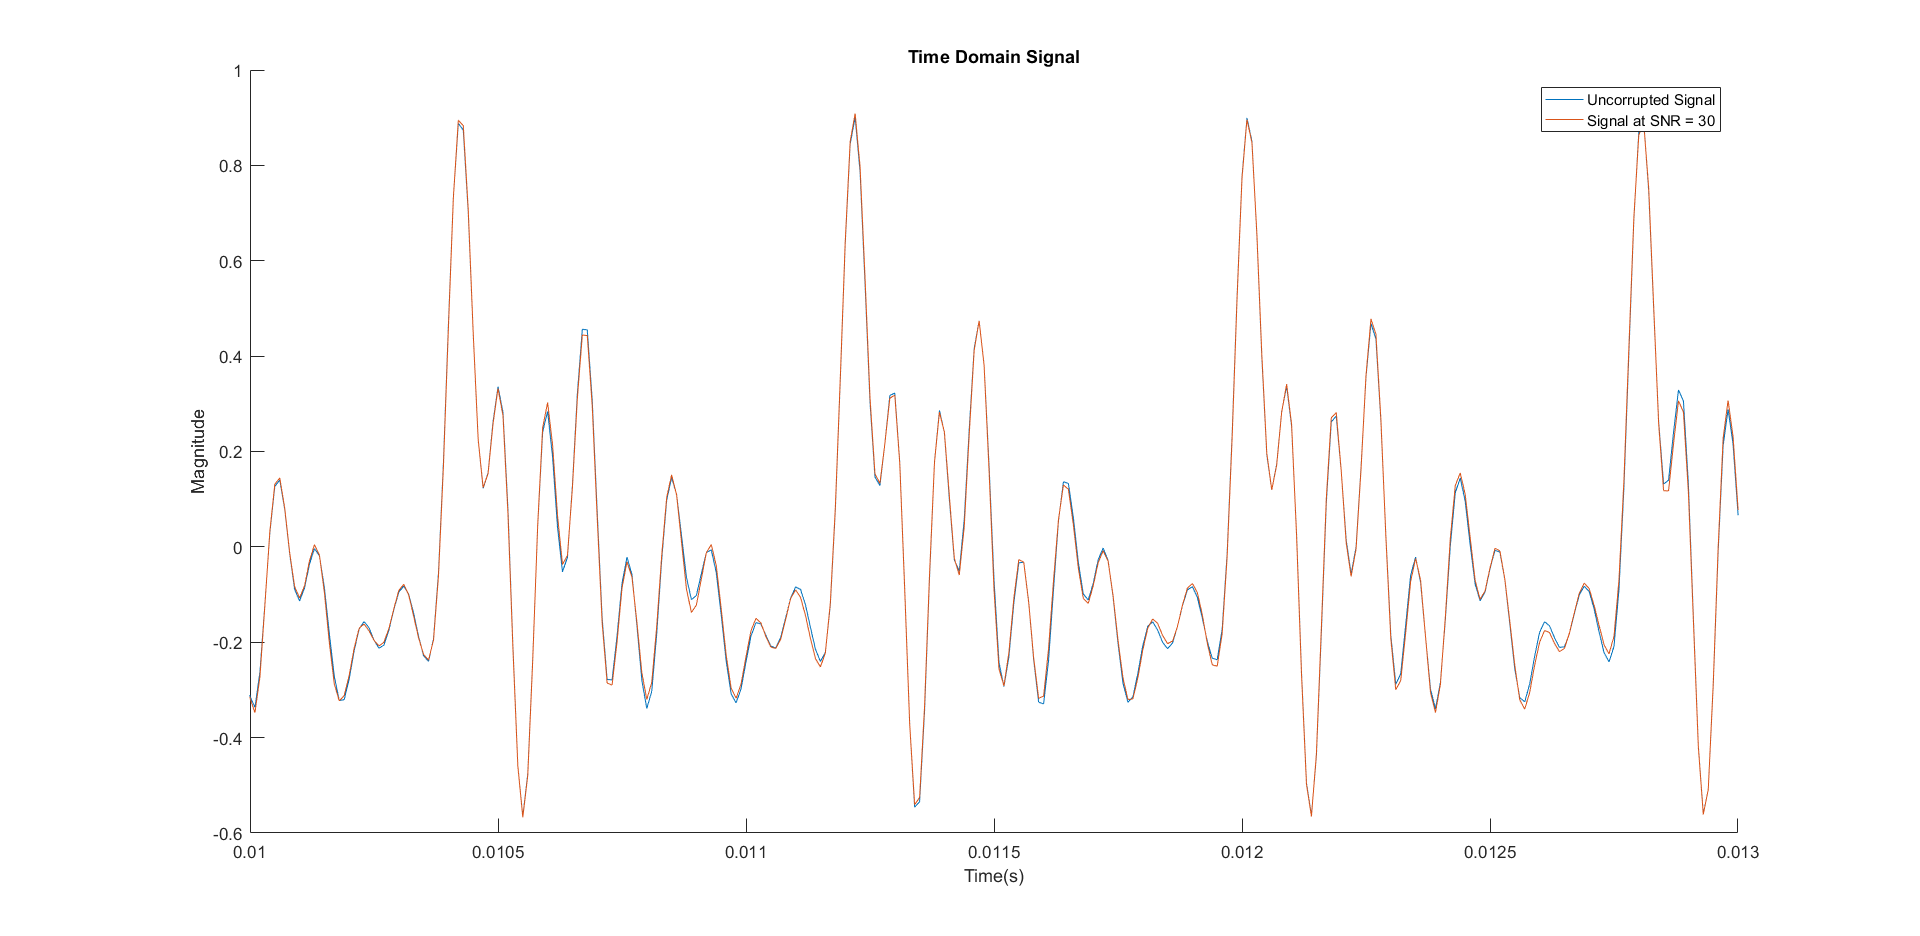 Time Domain Signal
Uncorrupted Signal
Signal at SNR = 30
1
0.8
0.6
0.4
0.2
0
-0.2
-0.4
-0.6
Magnitude
0.01 0.0105 0.011 0.0115 0.012 0.0125 0.013
Time(s)